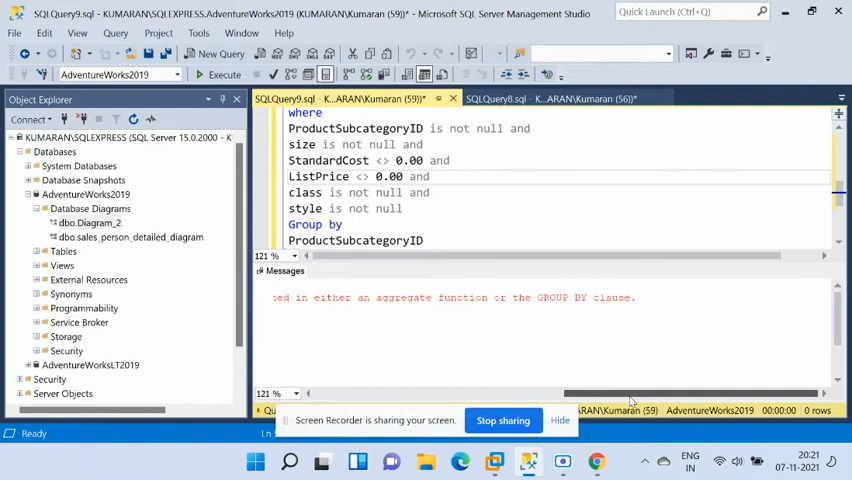 SQLQuery9.sql - KUMARAN\SQLEXPRESS.AdventureWorks2019 (KUMARAN\Kumaran (59))* - Microsoft SQL Server Management Studio
Quick Launch (Ctrl+Q)
File Edit View Query Project Tools Window Help
New Query
AdventureWorks2019 Execute
Object Explorer
SQLQuery9.sql - K...ARAN\Kumaran (59))* SQLQuery8.sql - K...ARAN\Kumaran (56))*
Connect
KUMARAN\SQLEXPRESS (SQL Server 15.0.2000 -
Databases
System Databases
Database Snapshots
AdventureWorks2019
Database Diagrams
dbo.Diagram_2
dbo.sales_person_detailed_diagram
Tables
Views
External Resources
Synonyms
Programmability
Service Broker
Storage
Security
AdventureWorksLT2019
Security
Server Objects
where
ProductSubcategoryID is not null and
size is not null and
StandardCost <> 0.00 and
ListPrice <> 0.00 and
class is not null and
style is not null
Group by
ProductSubcategoryID
121 %
Messages
ned in either an aggregate function or the GROUP BY clause.
121 %
ARAN\Kumaran (59) AdventureWorks2019 00:00:00 0 rows
Screen Recorder is sharing your screen. Stop sharing Hide
Ready
ENG
IN
20:21
07-11-2021